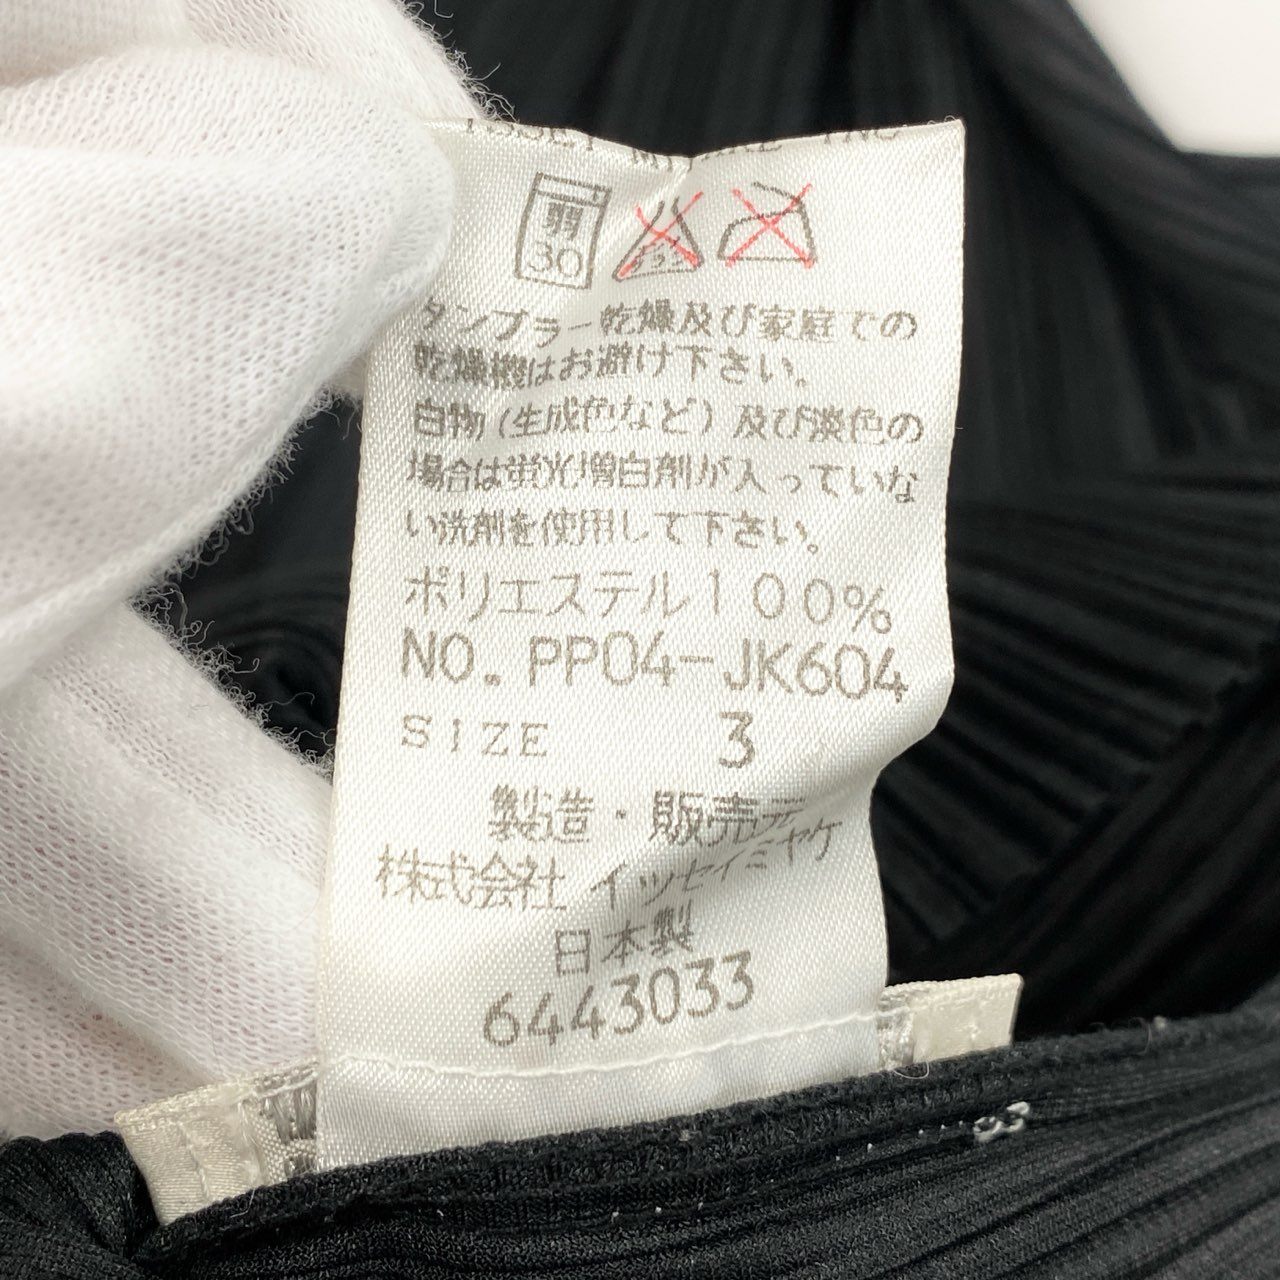 ISSEY MIYAKE INC
弱
30
タンブラー乾燥及び家庭での
乾燥機はお避け下さい。
白物(生成色など)及び淡色の
場合は蛍光増白剤が入っていな
い洗剤を使用して下さい。
ポリエステル100%
NO. PP04-JK604
SIZE 3
製造・販売元
株式会社 イッセイミヤケ
日本製
6443033